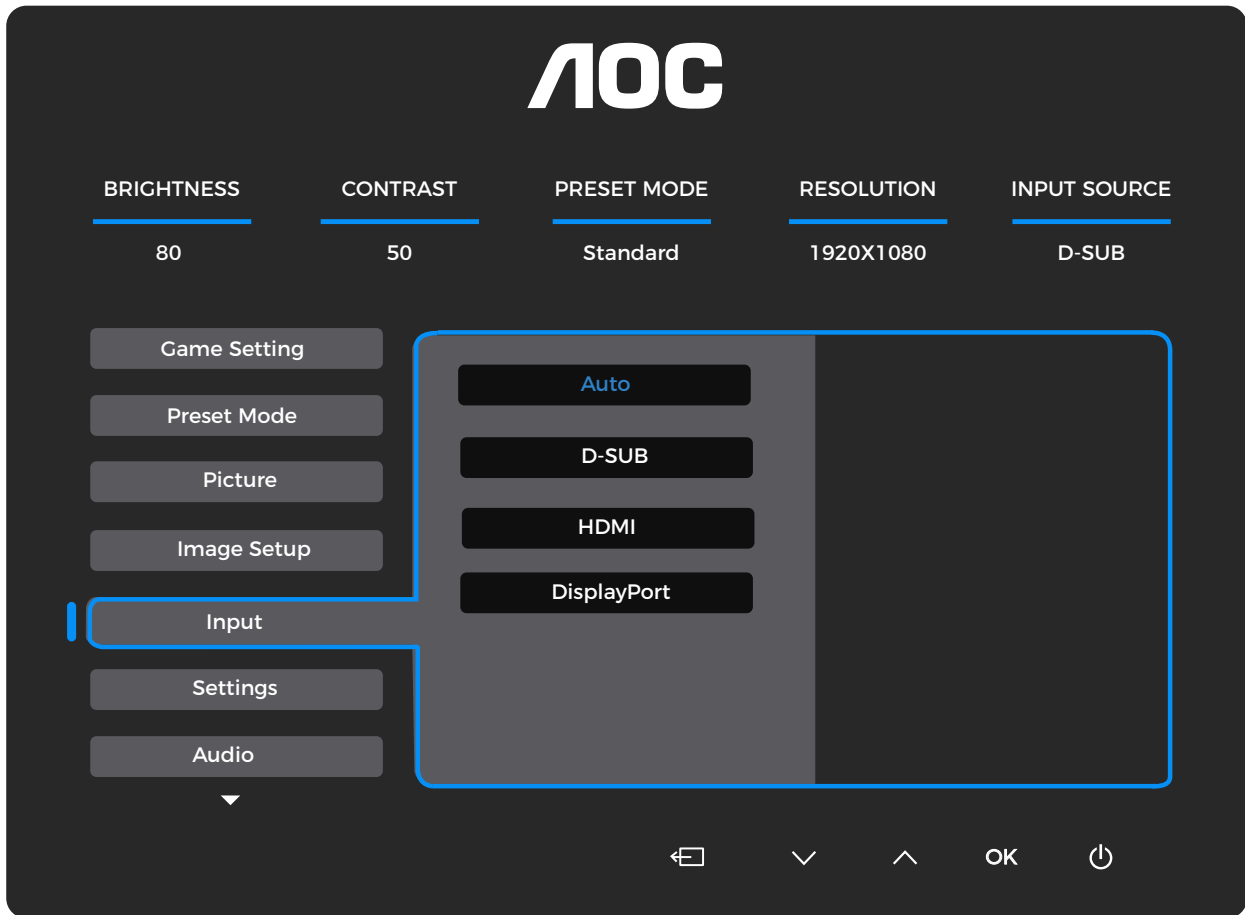 AOC
BRIGHTNESS CONTRAST PRESET MODE RESOLUTION INPUT SOURCE
80 50 Standard 1920X1080 D-SUB
Game Setting
Preset Mode
Picture
Image Setup
Input
Settings
Audio
Auto
D-SUB
HDMI
DisplayPort
OK